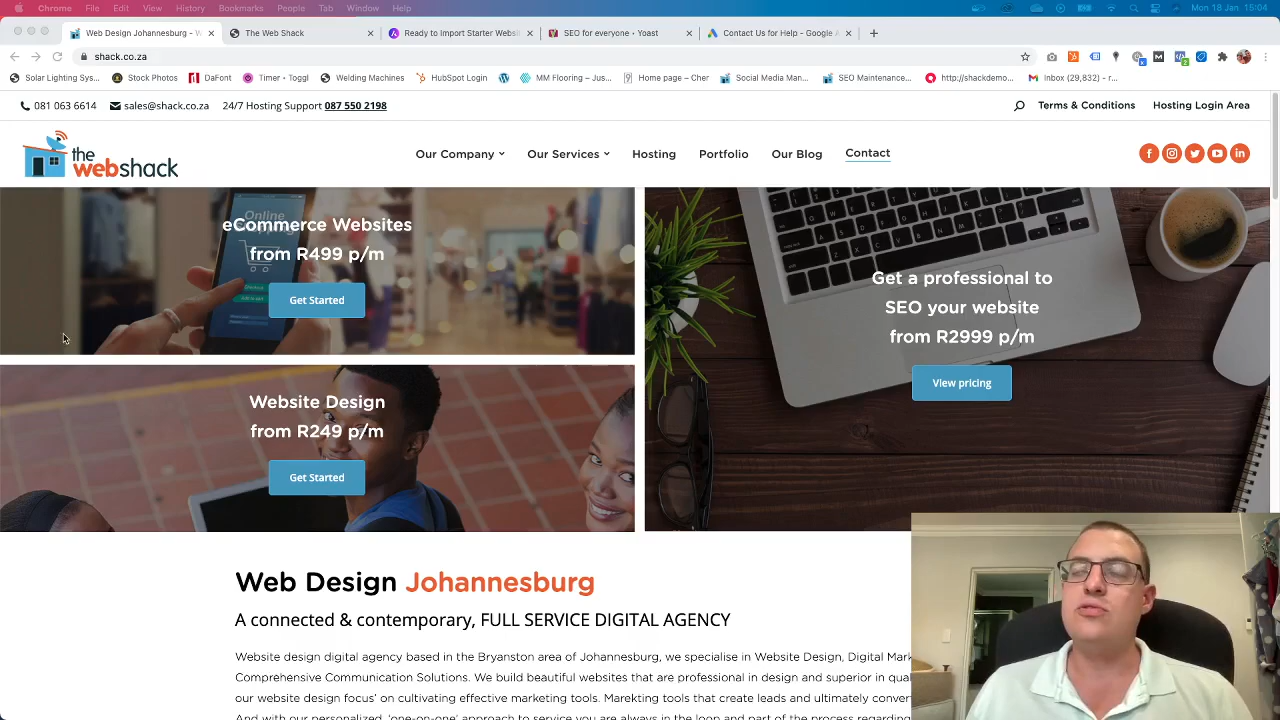 Chrome File Edit View History Bookmarks People Tab Window Help Mon 18 Jan 15:04
Web Design Johannesburg - W
The Web Shack
Ready to Import Starter Websi
SEO for everyone • Yoast
Contact Us for Help - Google A
shack.co.za
Solar Lighting Sys... Stock Photos DaFont Timer • Toggl Welding Machines HubSpot Login MM Flooring – Jus... Home page – Cher Social Media Man... SEO Maintenance... http://shackdemo... Inbox (29,832) - r...
081 063 6614 sales@shack.co.za 24/7 Hosting Support 087 550 2198 Terms & Conditions Hosting Login Area
the
webshack
Our Company Our Services Hosting Portfolio Our Blog Contact
Online
eCommerce Websites
from R499 p/m
Get Started
Website Design
from R249 p/m
Get Started
Get a professional to
SEO your website
from R2999 p/m
View pricing
Web Design Johannesburg
A connected & contemporary, FULL SERVICE DIGITAL AGENCY
Website design digital agency based in the Bryanston area of Johannesburg, we specialise in Website Design, Digital Mark
Comprehensive Communication Solutions. We build beautiful websites that are professional in design and superior in qual
our website design focus' on cultivating effective marketing tools. Marekting tools that create leads and ultimately conver
And with our personalized, 'one-on-one' approach to service you are always in the loop and part of the process regarding